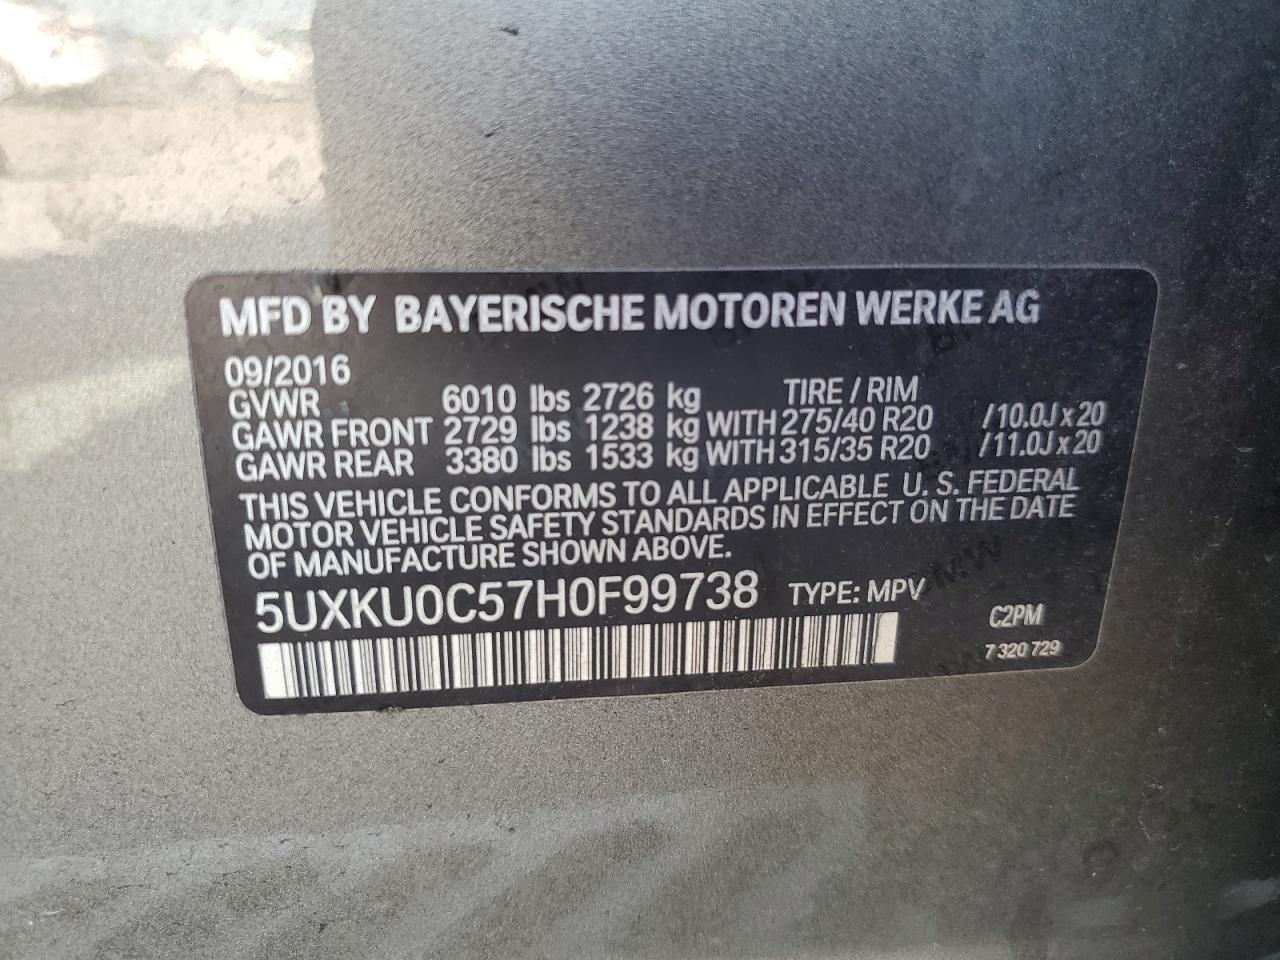 MFD BY BAYERISCHE MOTOREN WERKE AG
09/2016
GVWR 6010 lbs 2726 kg TIRE / RIM
GAWR FRONT 2729 lbs 1238 kg WITH 275/40 R20 /10.0J x 20
GAWR REAR 3380 lbs 1533 kg WITH 315/35 R20 /11.0J x 20
THIS VEHICLE CONFORMS TO ALL APPLICABLE U. S. FEDERAL
MOTOR VEHICLE SAFETY STANDARDS IN EFFECT ON THE DATE
OF MANUFACTURE SHOWN ABOVE.
5UXKU0C57H0F99738 TYPE: MPV
C2PM
7 320 729